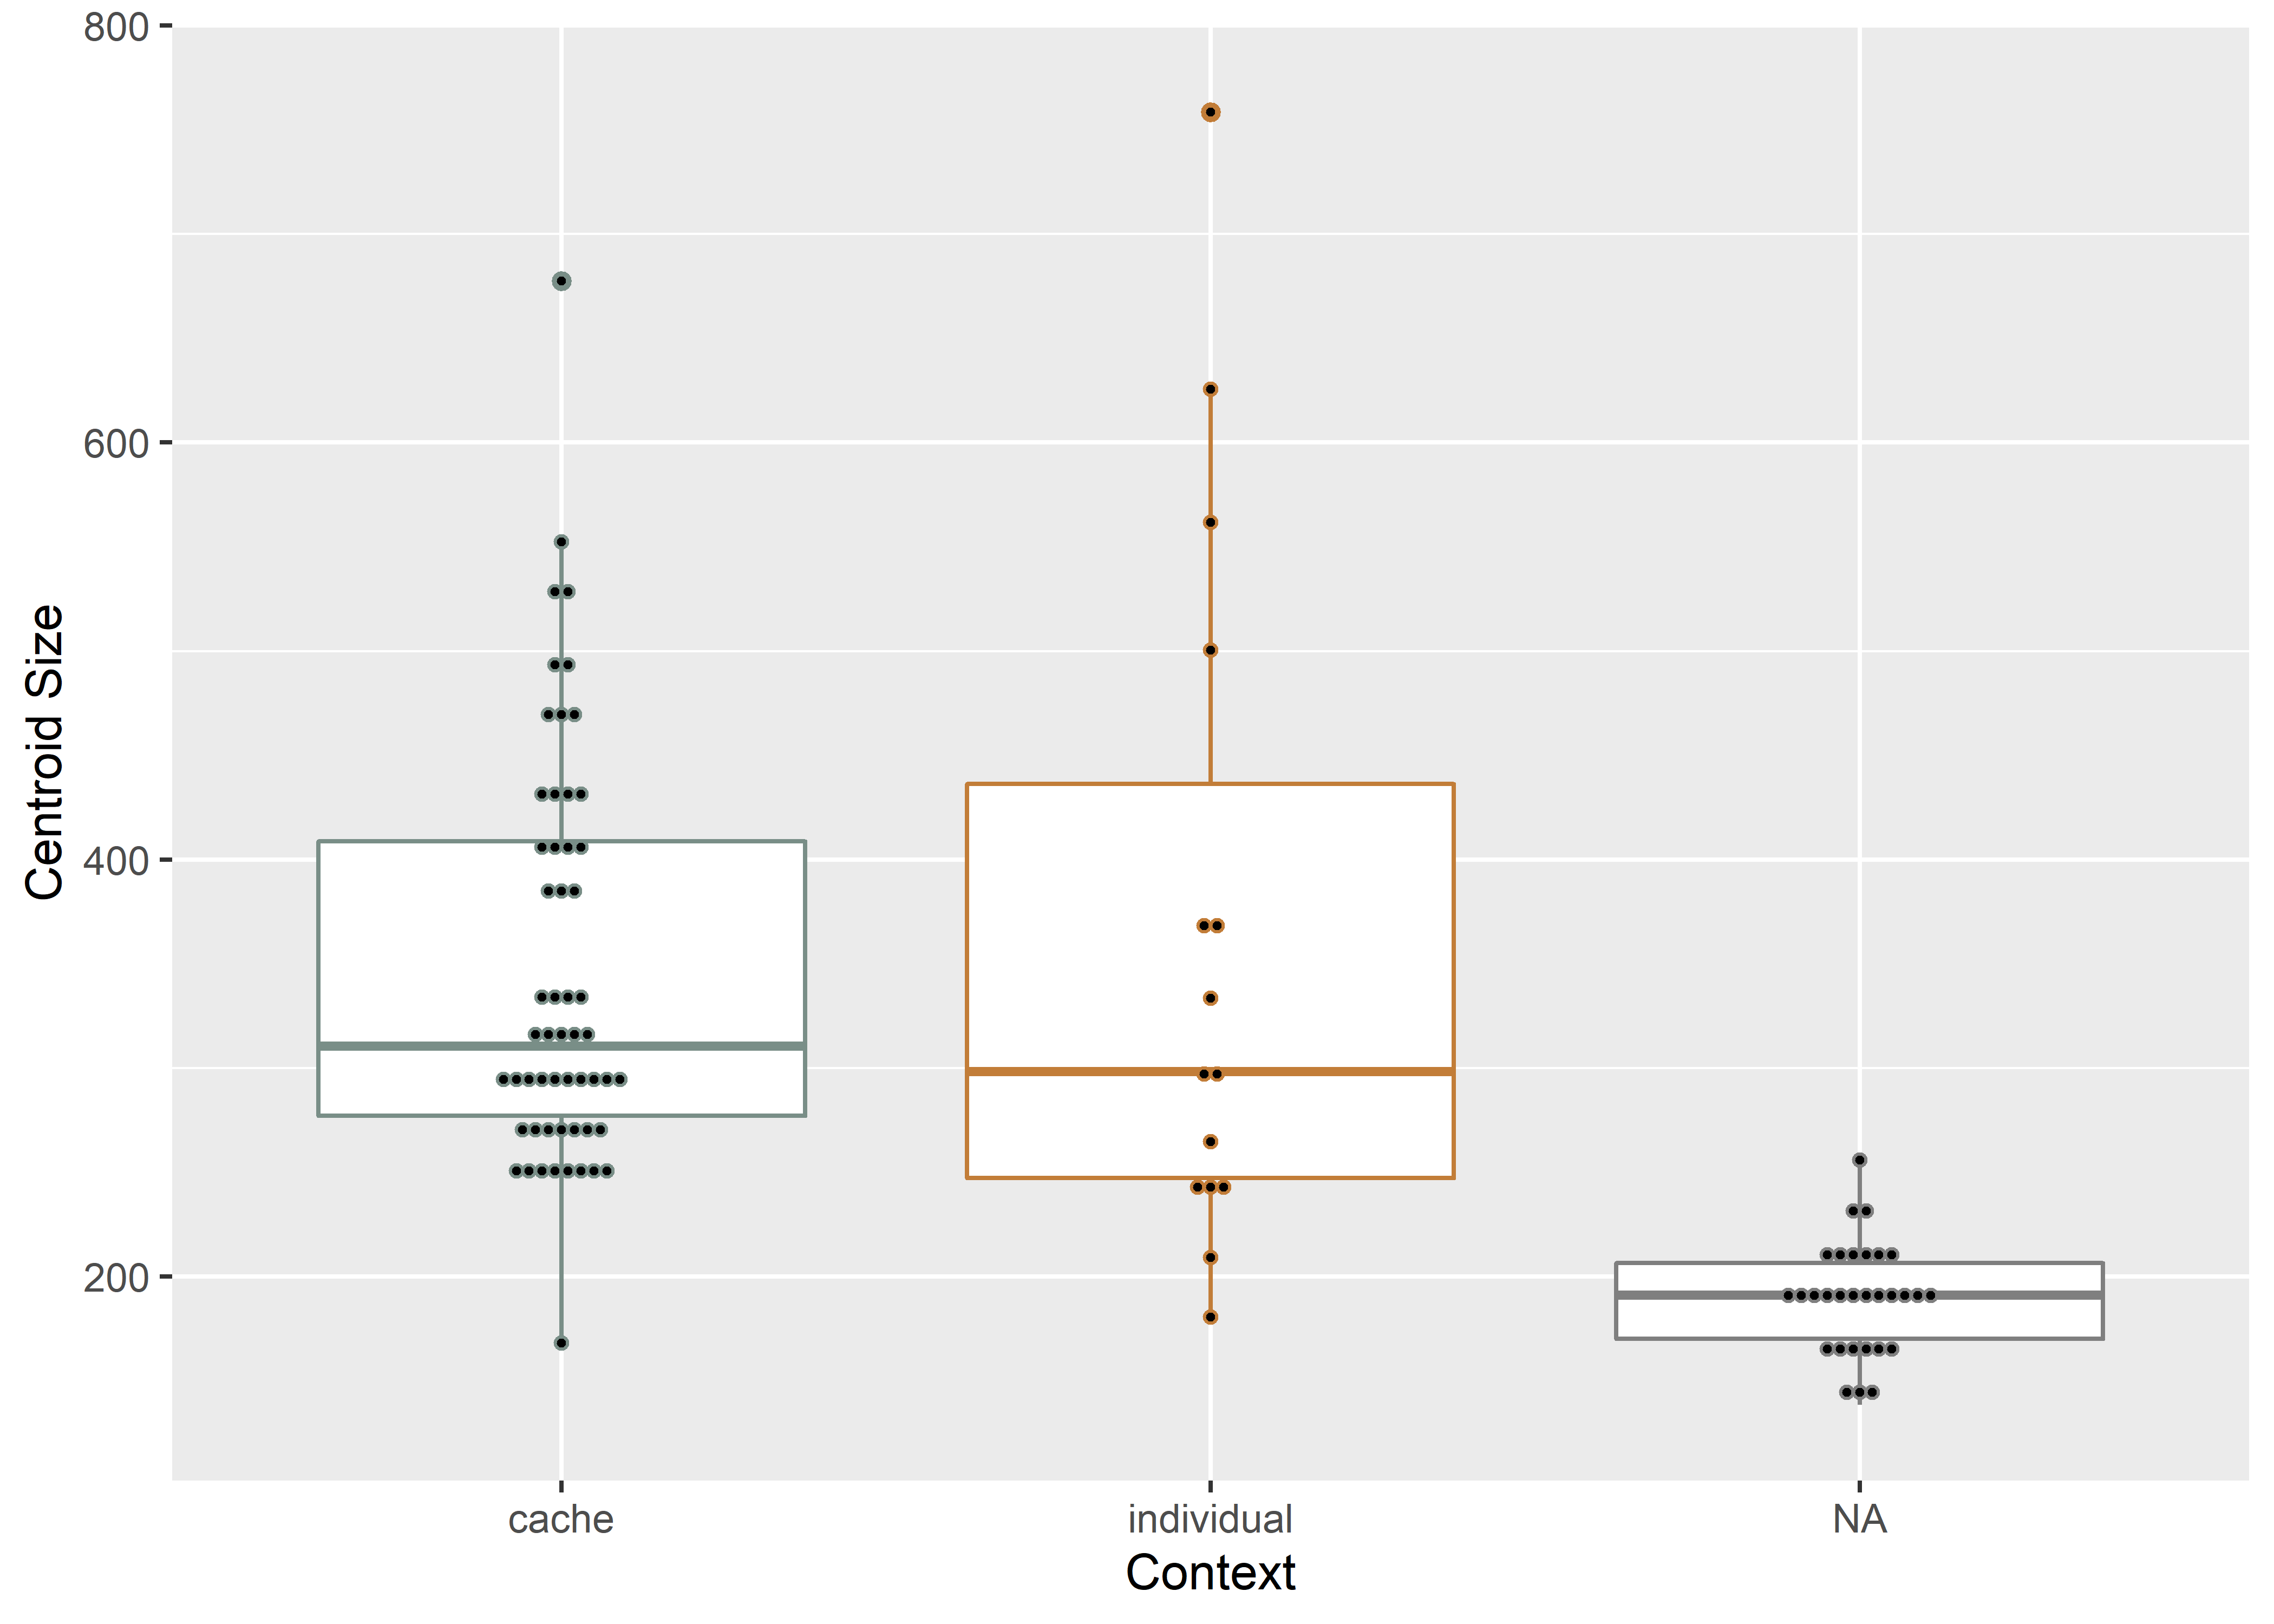 800
600
400
200
Centroid Size
cache
individual
NA
Context